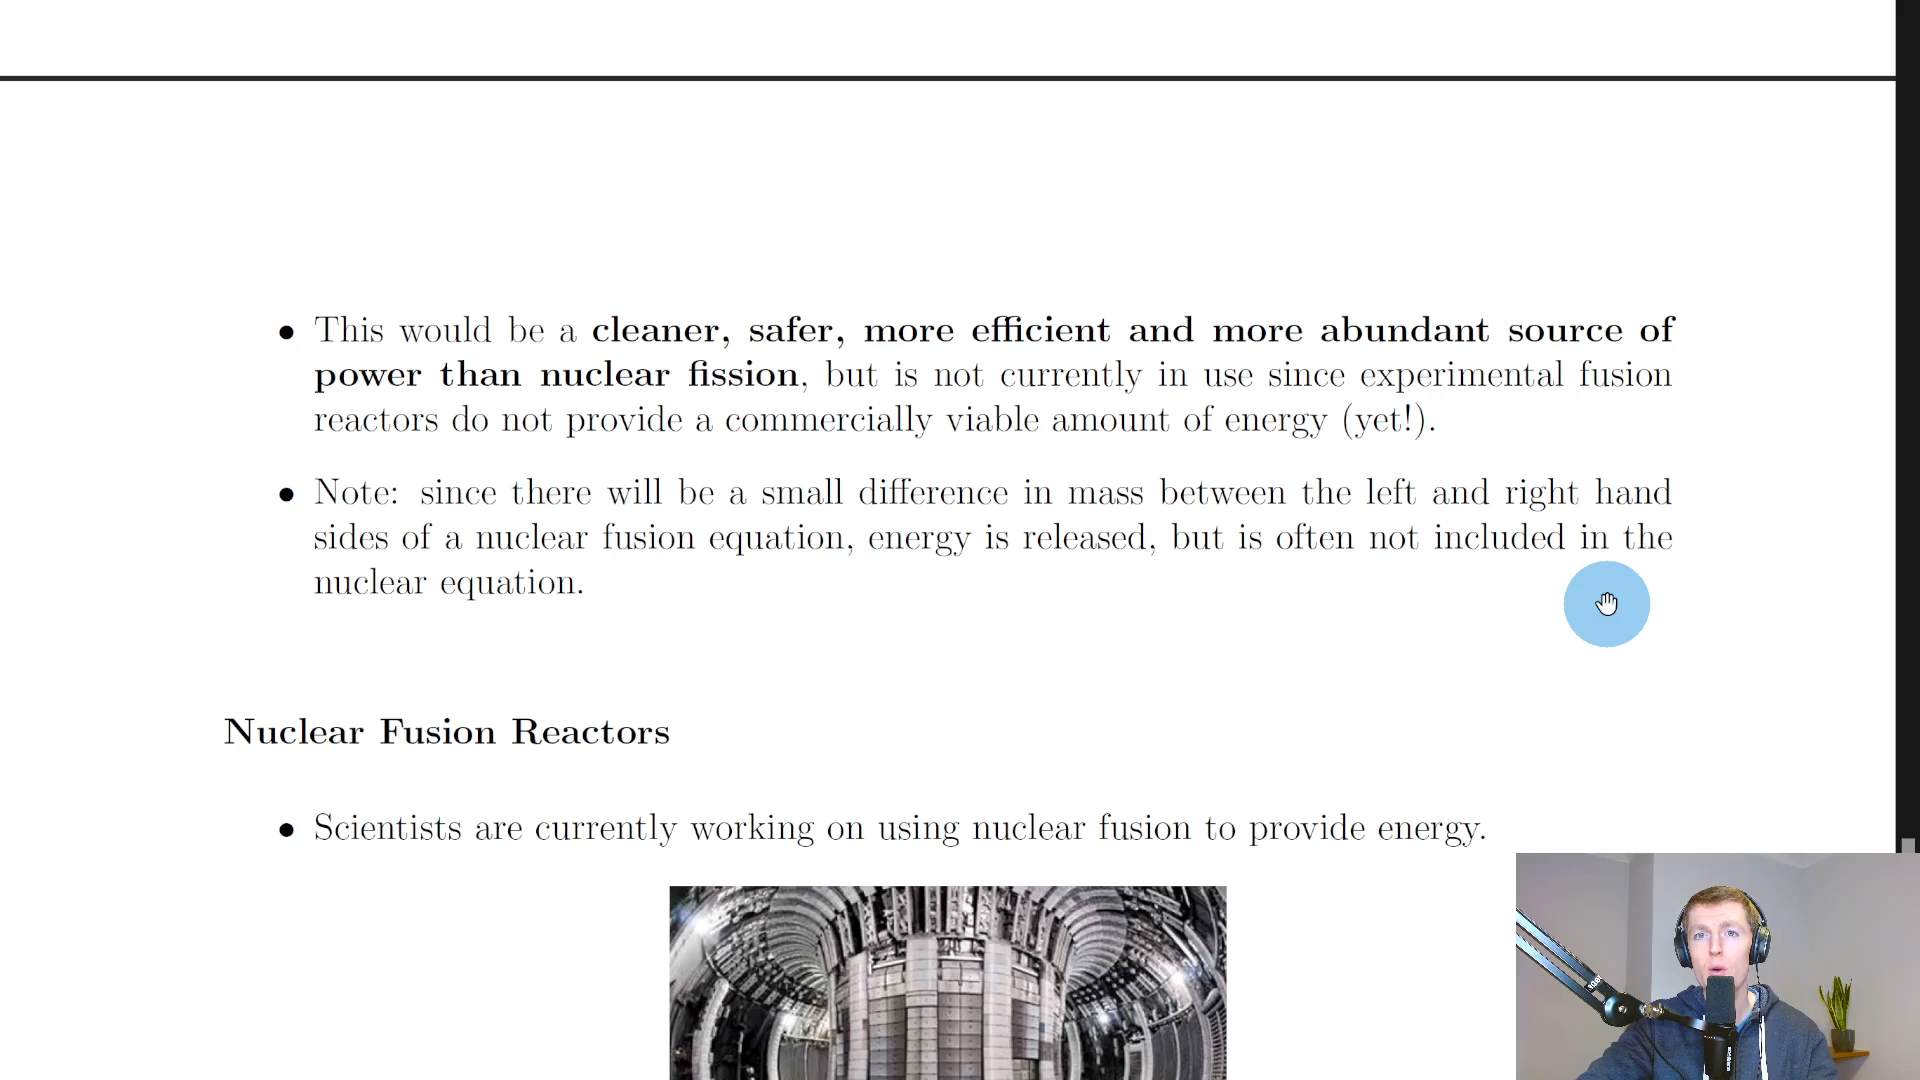 • This would be a cleaner, safer, more efficient and more abundant source of
power than nuclear fission, but is not currently in use since experimental fusion
reactors do not provide a commercially viable amount of energy (yet!).
• Note: since there will be a small difference in mass between the left and right hand
sides of a nuclear fusion equation, energy is released, but is often not included in the
nuclear equation.
Nuclear Fusion Reactors
• Scientists are currently working on using nuclear fusion to provide energy.